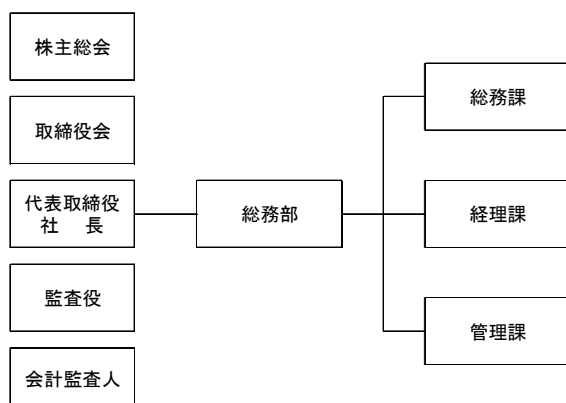 株主総会
取締役会
代表取締役
社　長
監査役
会計監査人
総務部
総務課
経理課
管理課